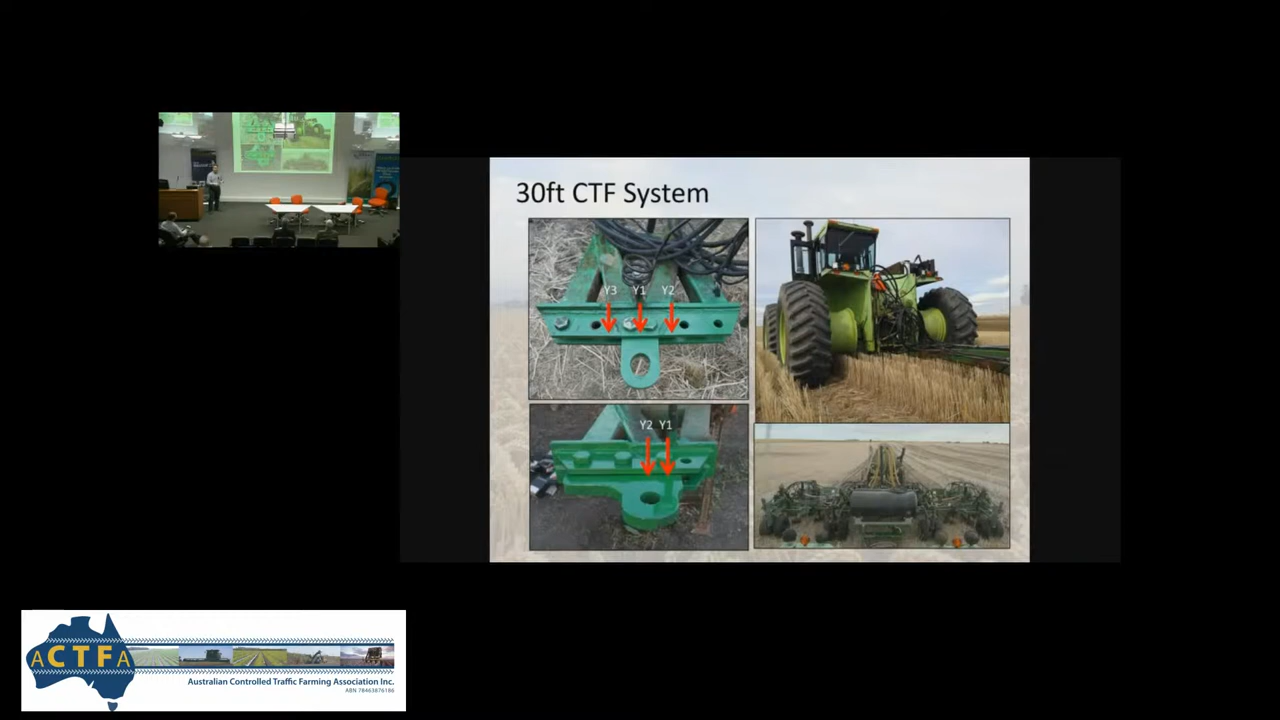 30ft CTF System
Y3 Y1 Y2
Y2 Y1
ACTFA
Australian Controlled Traffic Farming Association Inc.
ABN 78463876186